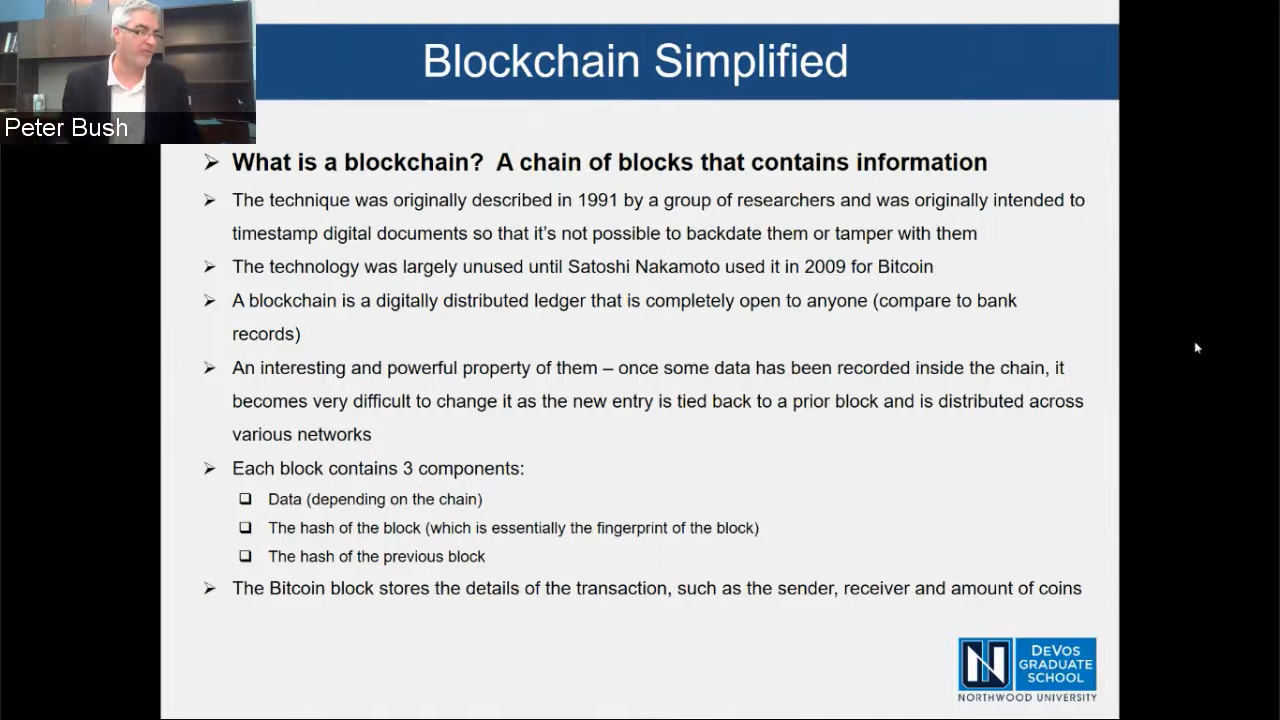 Blockchain Simplified
Peter Bush
➢ What is a blockchain? A chain of blocks that contains information
➢ The technique was originally described in 1991 by a group of researchers and was originally intended to
timestamp digital documents so that it's not possible to backdate them or tamper with them
➢ The technology was largely unused until Satoshi Nakamoto used it in 2009 for Bitcoin
➢ A blockchain is a digitally distributed ledger that is completely open to anyone (compare to bank
records)
➢ An interesting and powerful property of them – once some data has been recorded inside the chain, it
becomes very difficult to change it as the new entry is tied back to a prior block and is distributed across
various networks
➢ Each block contains 3 components:
❑ Data (depending on the chain)
❑ The hash of the block (which is essentially the fingerprint of the block)
❑ The hash of the previous block
➢ The Bitcoin block stores the details of the transaction, such as the sender, receiver and amount of coins
N
DEVOS
GRADUATE
SCHOOL
NORTHWOOD UNIVERSITY